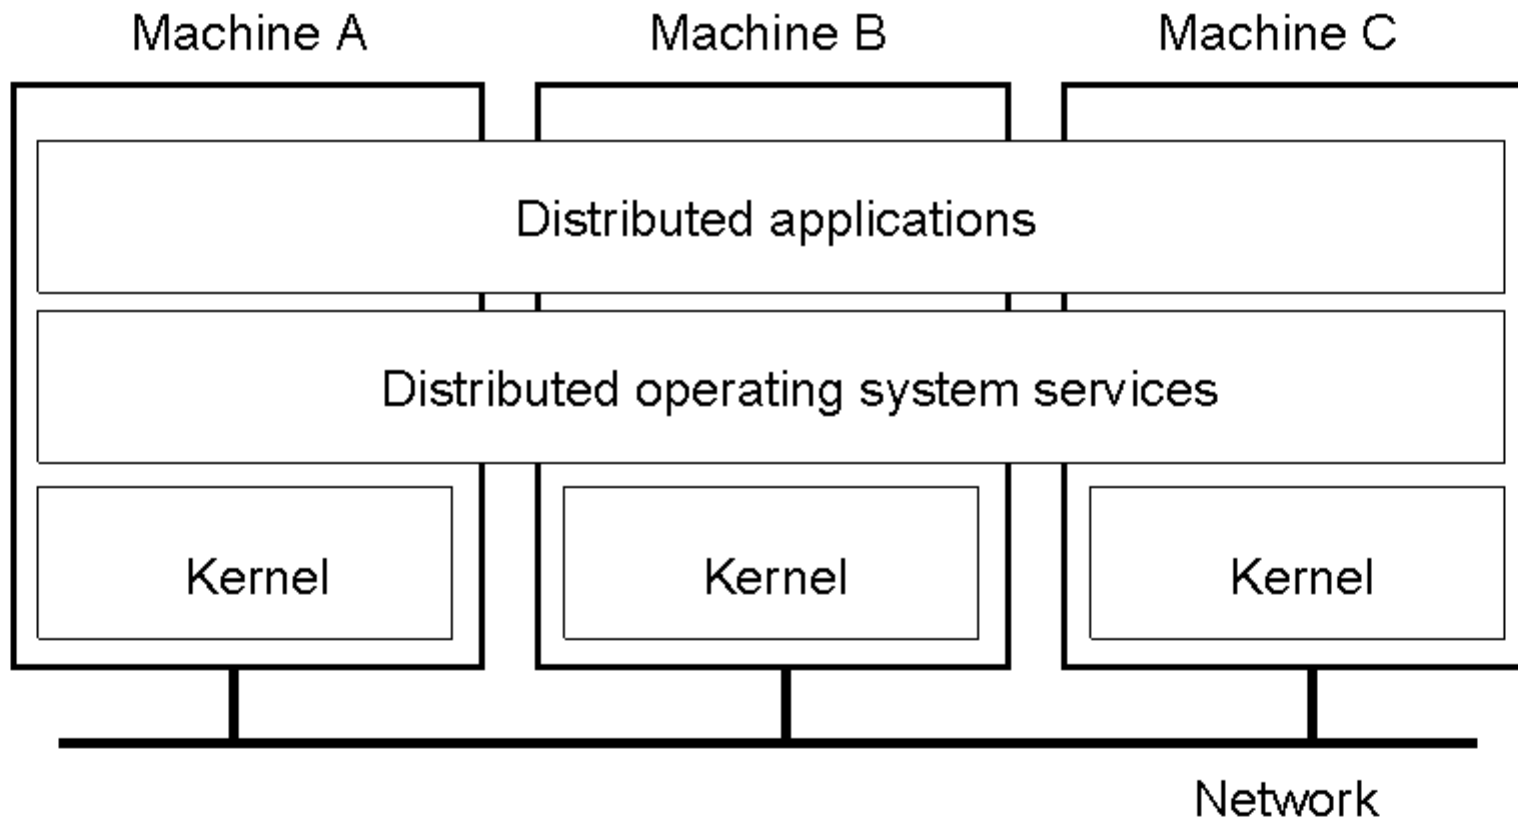 Machine A
Machine B
Machine C
Distributed applications
Distributed operating system services
Kernel
Kernel
Kernel
Network